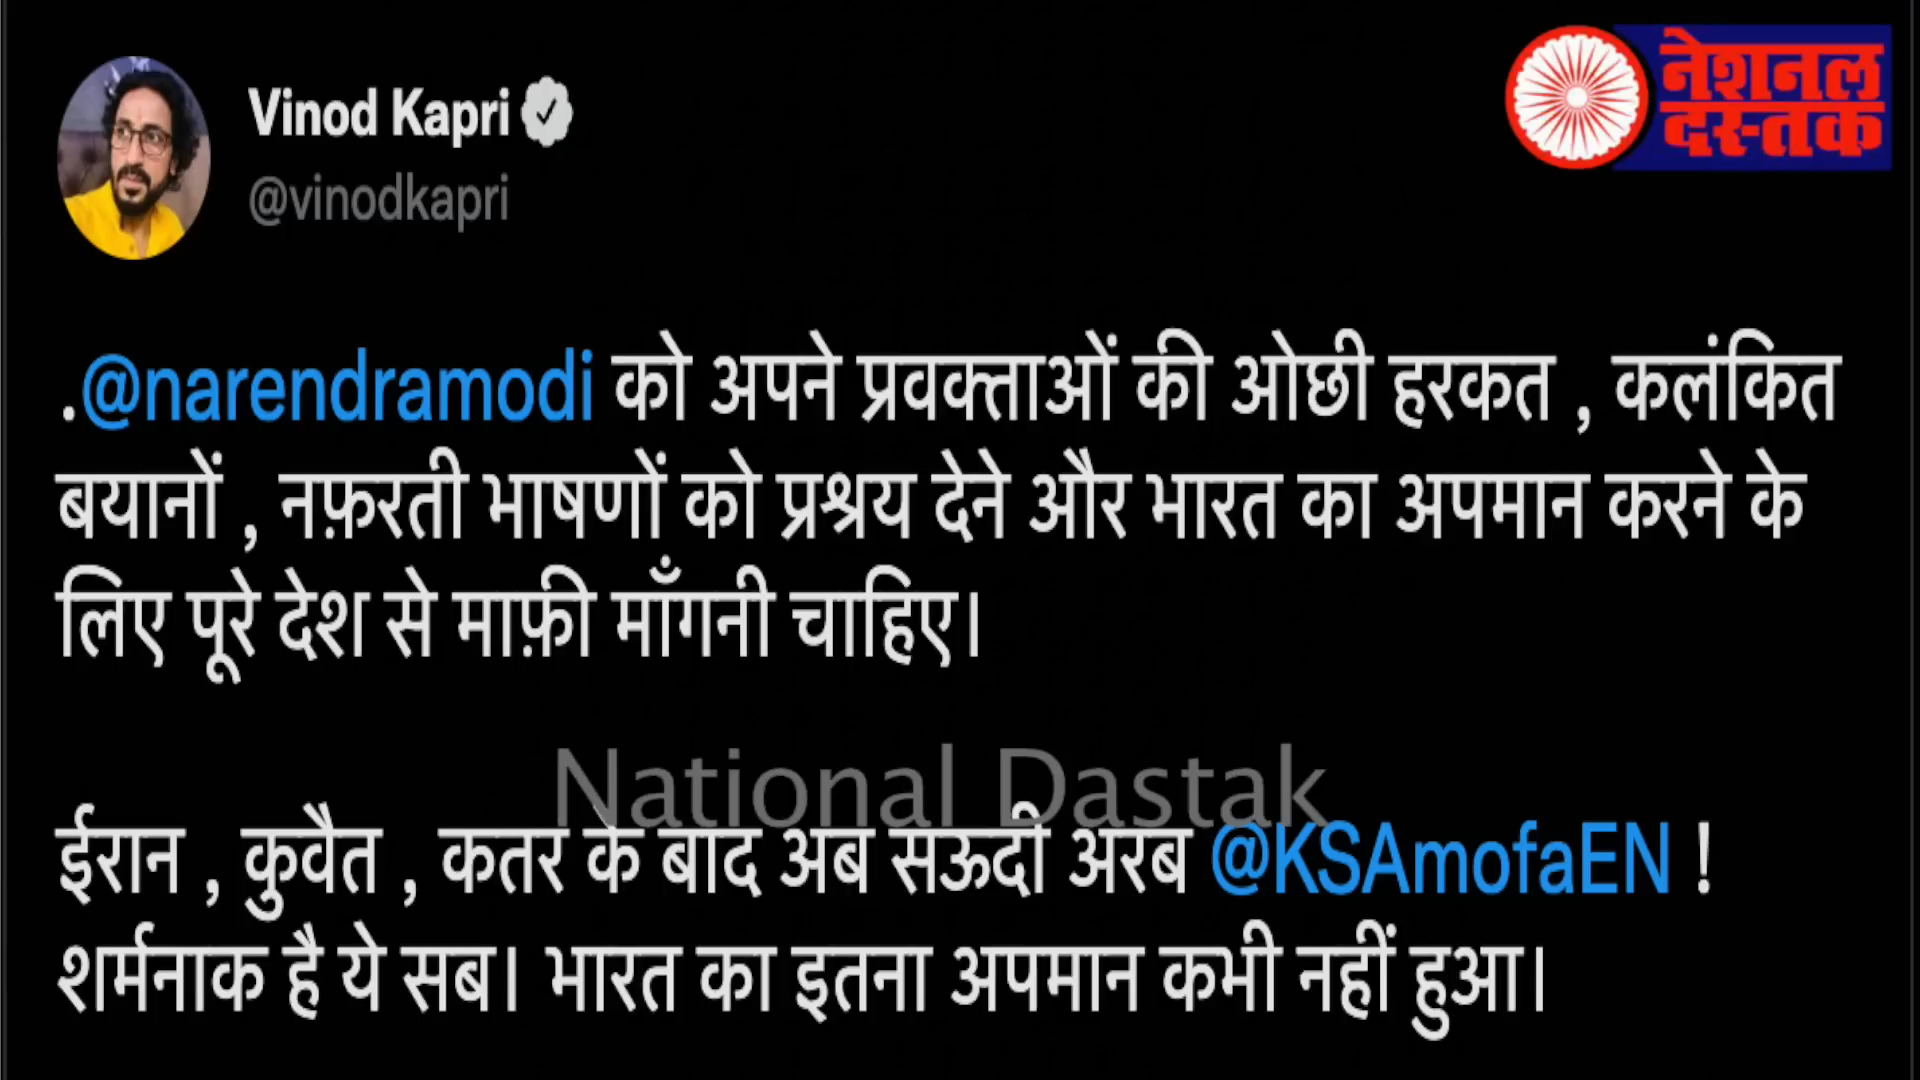 Vinod Kapri
@vinodkapri
नेशनल
दस्तक
.@narendramodi को अपने प्रवक्ताओं की ओछी हरकत , कलंकित
बयानों , नफ़रती भाषणों को प्रश्रय देने और भारत का अपमान करने के
लिए पूरे देश से माफ़ी माँगनी चाहिए।
National Dastak
ईरान , कुवैत , कतर के बाद अब सऊदी अरब @KSAmofaEN !
शर्मनाक है ये सब। भारत का इतना अपमान कभी नहीं हुआ।